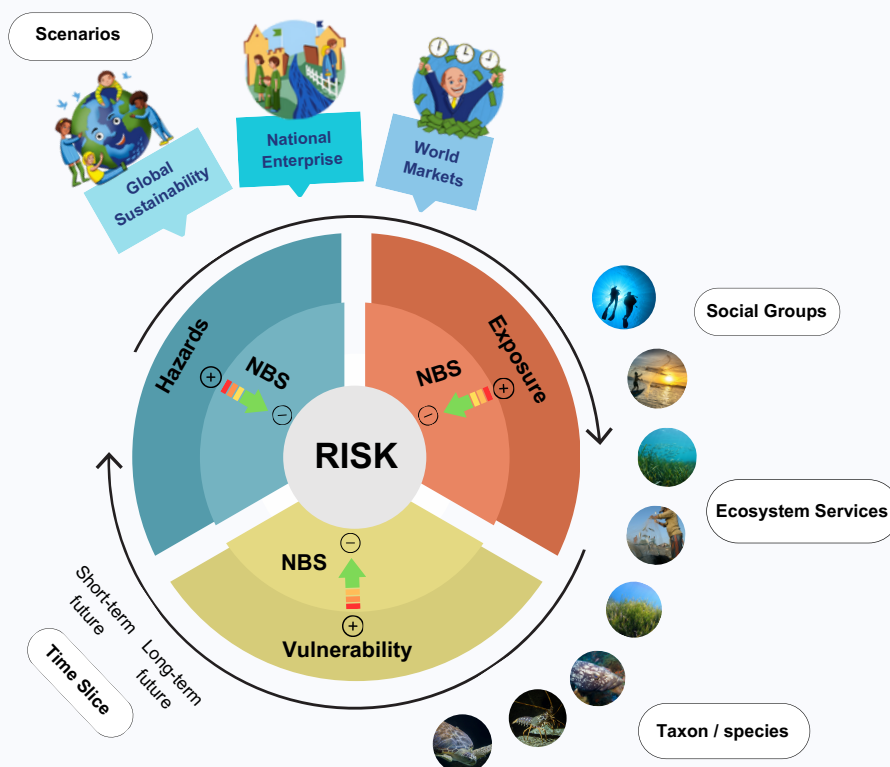 Scenarios
Global
Sustainability
National
Enterprise
World
Markets
Hazards
NBS
+
−
Exposure
NBS
+
−
RISK
−
NBS
+
Vulnerability
Social Groups
Ecosystem Services
Taxon / species
Short-term
future
Long-term
future
Time Slice